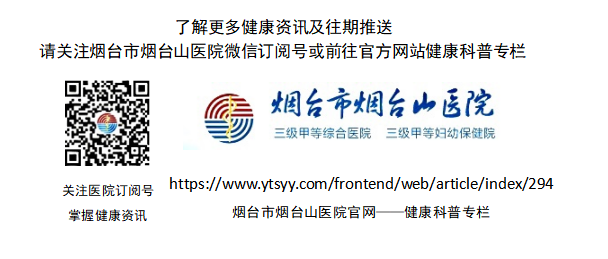 了解更多健康资讯及往期推送
请关注烟台市烟台山医院微信订阅号或前往官方网站健康科普专栏
烟台市烟台山医院
三级甲等综合医院 三级甲等妇幼保健院
关注医院订阅号
掌握健康资讯
https://www.ytsyy.com/frontend/web/article/index/294
烟台市烟台山医院官网——健康科普专栏